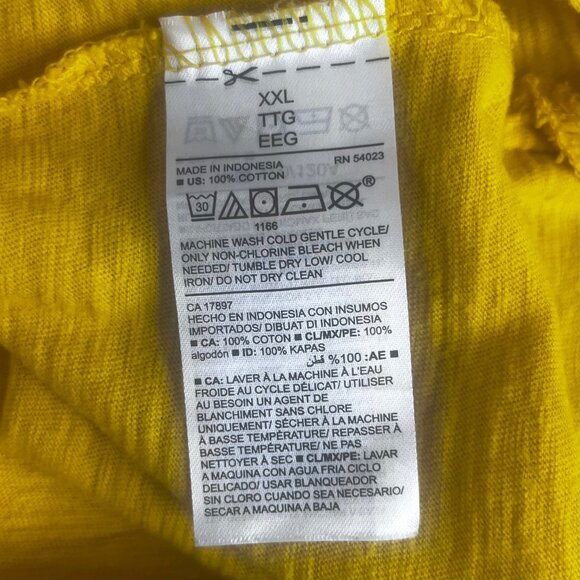 XXL
TTG
EEG
MADE IN INDONESIA RN 54023
■ US: 100% COTTON
30
1166
®
MACHINE WASH COLD GENTLE CYCLE/
ONLY NON-CHLORINE BLEACH WHEN
NEEDED/ TUMBLE DRY LOW/ COOL
IRON/ DO NOT DRY CLEAN
CA 17897
HECHO EN INDONESIA CON INSUMOS
IMPORTADOS/ DIBUAT DI INDONESIA
■ CA: 100% COTON ■ CL/MX/PE: 100%
algodón ■ ID: 100% KAPAS
■ AE: 100% قطن
■ CA: LAVER À LA MACHINE À L'EAU
FROIDE AU CYCLE DÉLICAT/ UTILISER
AU BESOIN UN AGENT DE
BLANCHIMENT SANS CHLORE
UNIQUEMENT/ SÉCHER À LA MACHINE
À BASSE TEMPÉRATURE/ REPASSER À
BASSE TEMPÉRATURE/ NE PAS
NETTOYER À SEC ■ CL/MX/PE: LAVAR
A MAQUINA CON AGUA FRIA CICLO
DELICADO/ USAR BLANQUEADOR
SIN CLORO CUANDO SEA NECESARIO/
SECAR A MAQUINA A BAJA